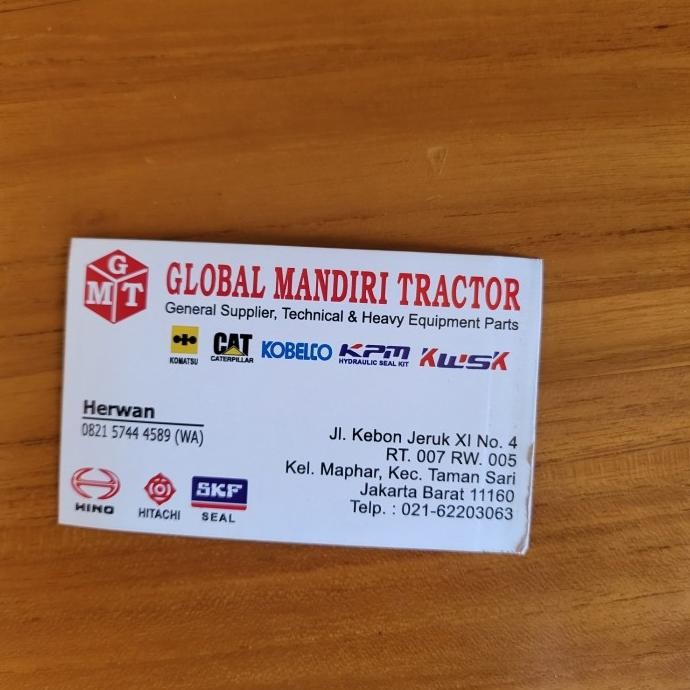 GMT
GLOBAL MANDIRI TRACTOR
General Supplier, Technical & Heavy Equipment Parts
KOMATSU
CAT
CATERPILLAR
KOBELCO
KPM
HYDRAULIC SEAL KIT
KWSK
Herwan
0821 5744 4589 (WA)
Jl. Kebon Jeruk XI No. 4
RT. 007 RW. 005
Kel. Maphar, Kec. Taman Sari
Jakarta Barat 11160
Telp. : 021-62203063
HINO
HITACHI
SKF
SEAL